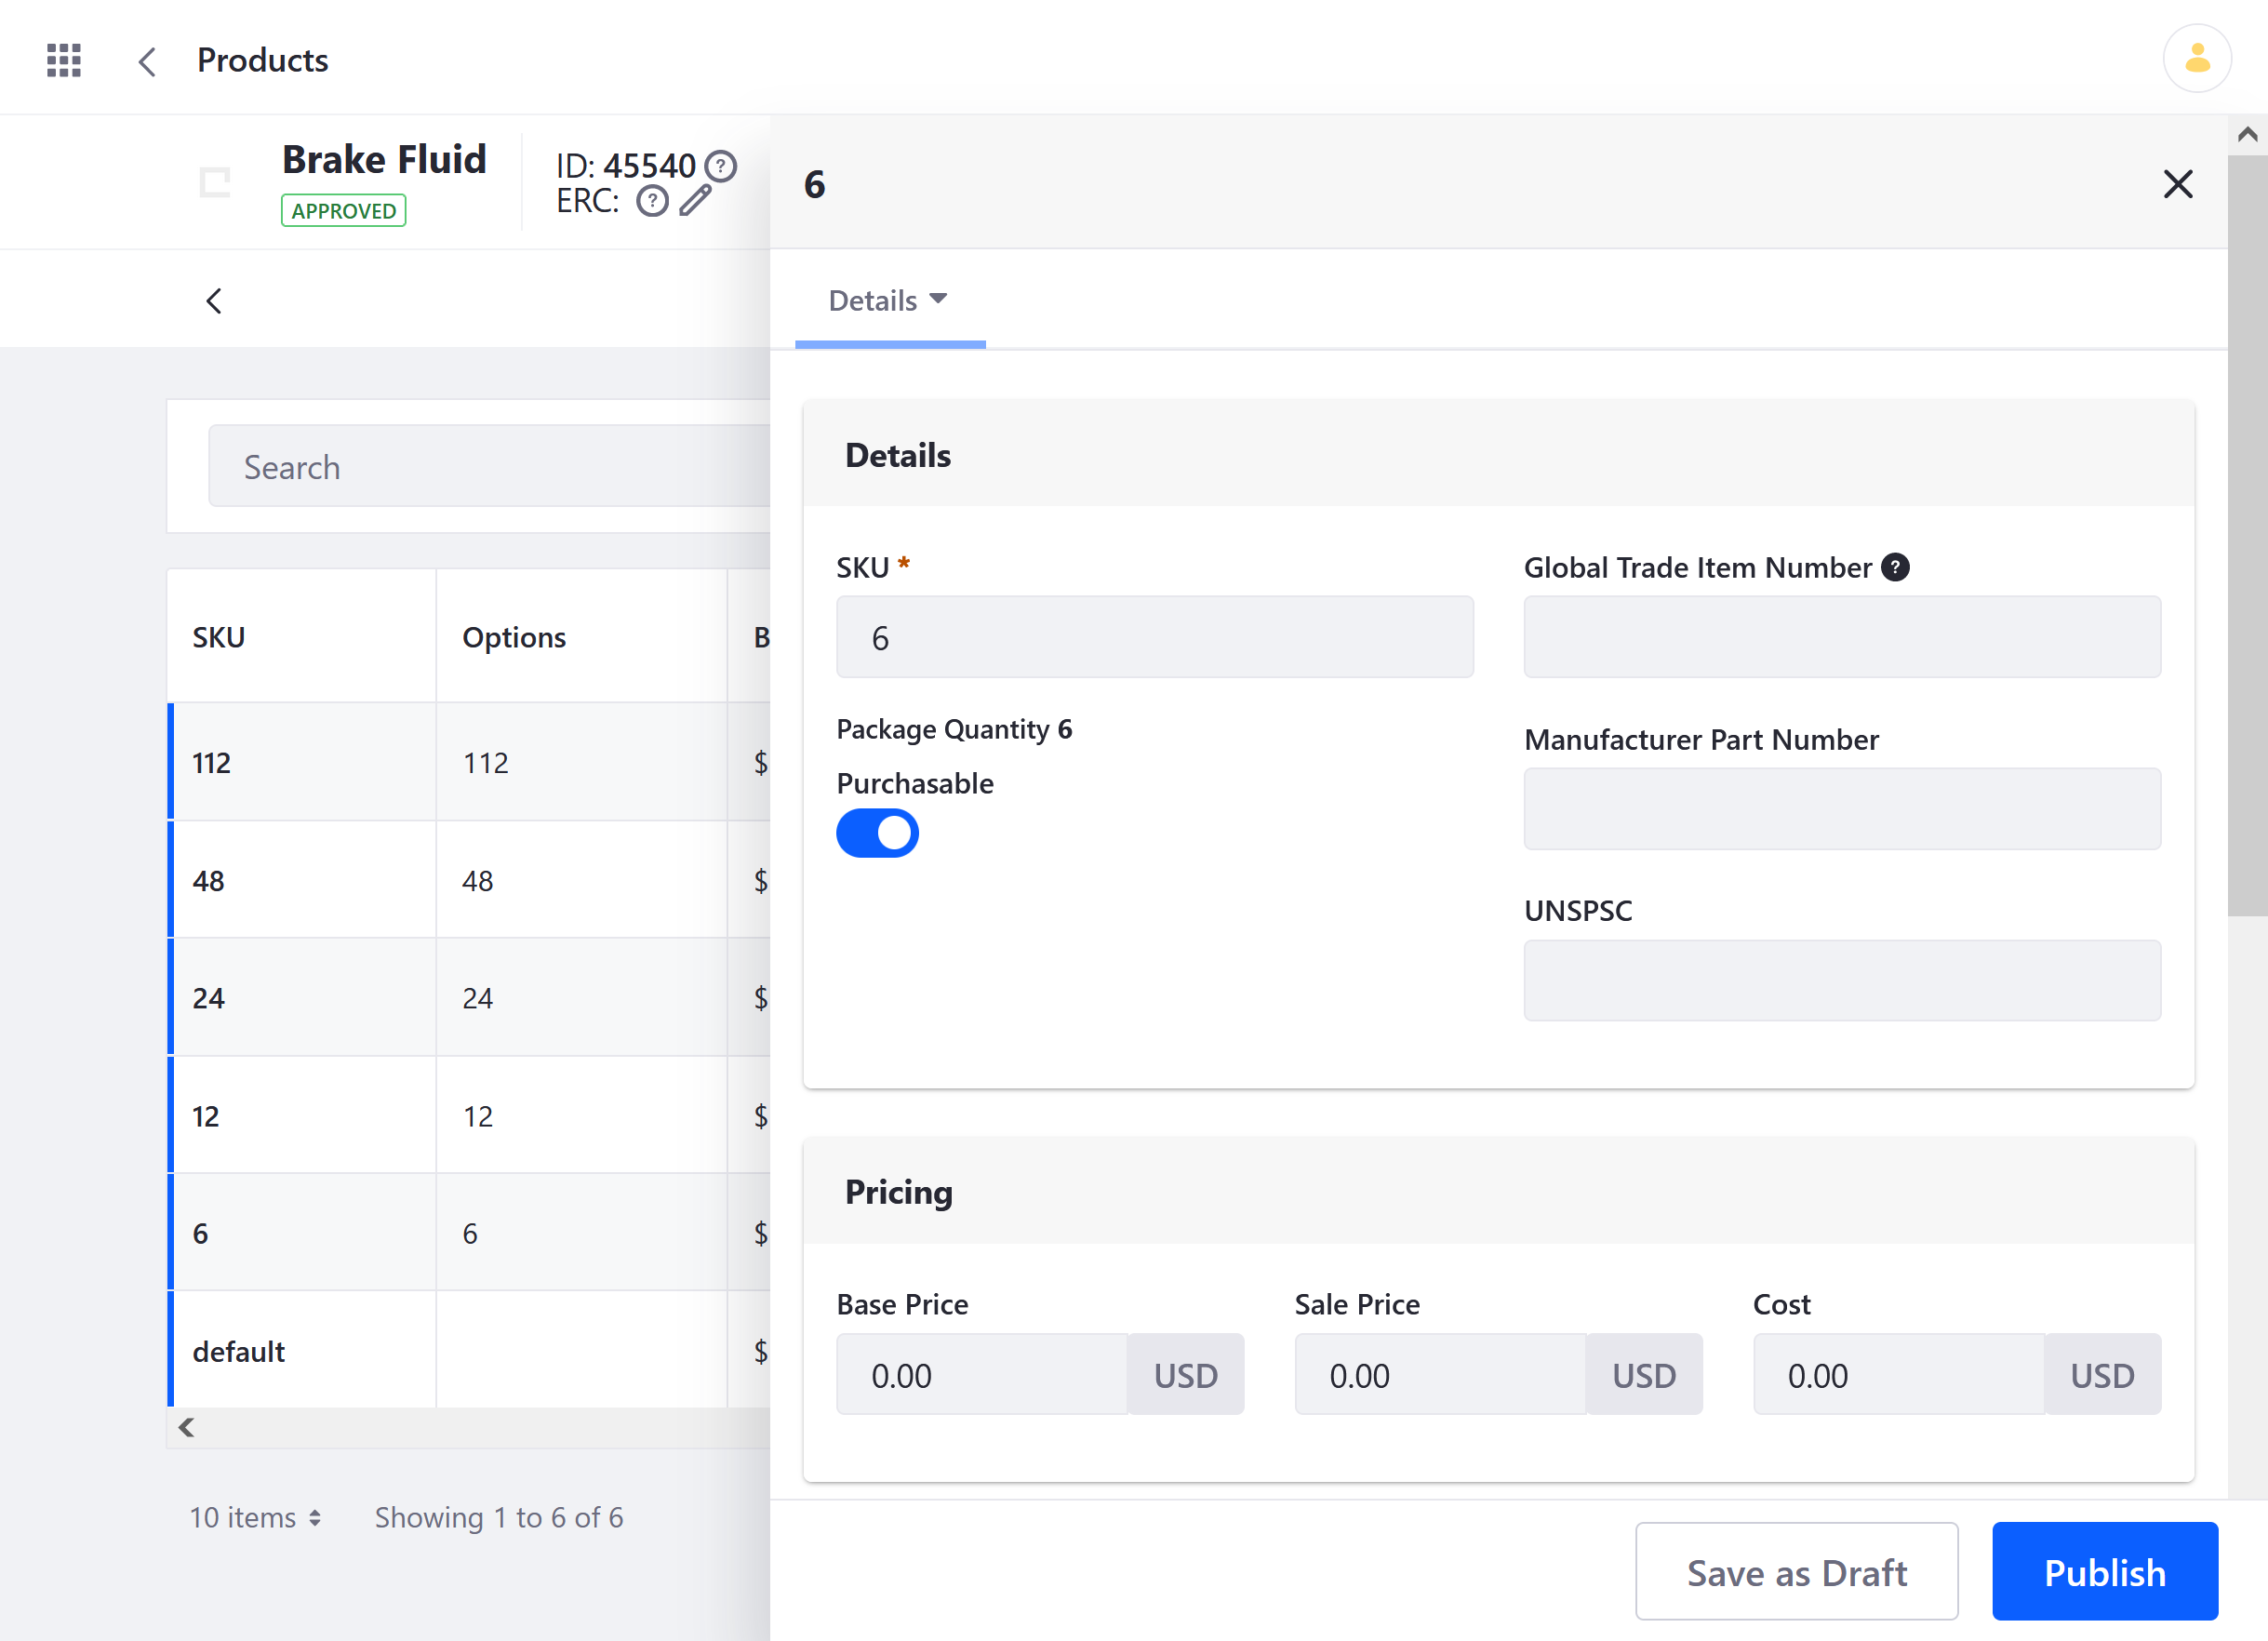 Products
Brake Fluid
APPROVED
ID: 45540 ?
ERC: ?
6
Details
Search
SKU Options B
112 112 $
48 48 $
24 24 $
12 12 $
6 6 $
default $
10 items Showing 1 to 6 of 6
Details
SKU *
6
Package Quantity 6
Purchasable
Global Trade Item Number ?
Manufacturer Part Number
UNSPSC
Pricing
Base Price Sale Price Cost
0.00 USD 0.00 USD 0.00 USD
Save as Draft Publish